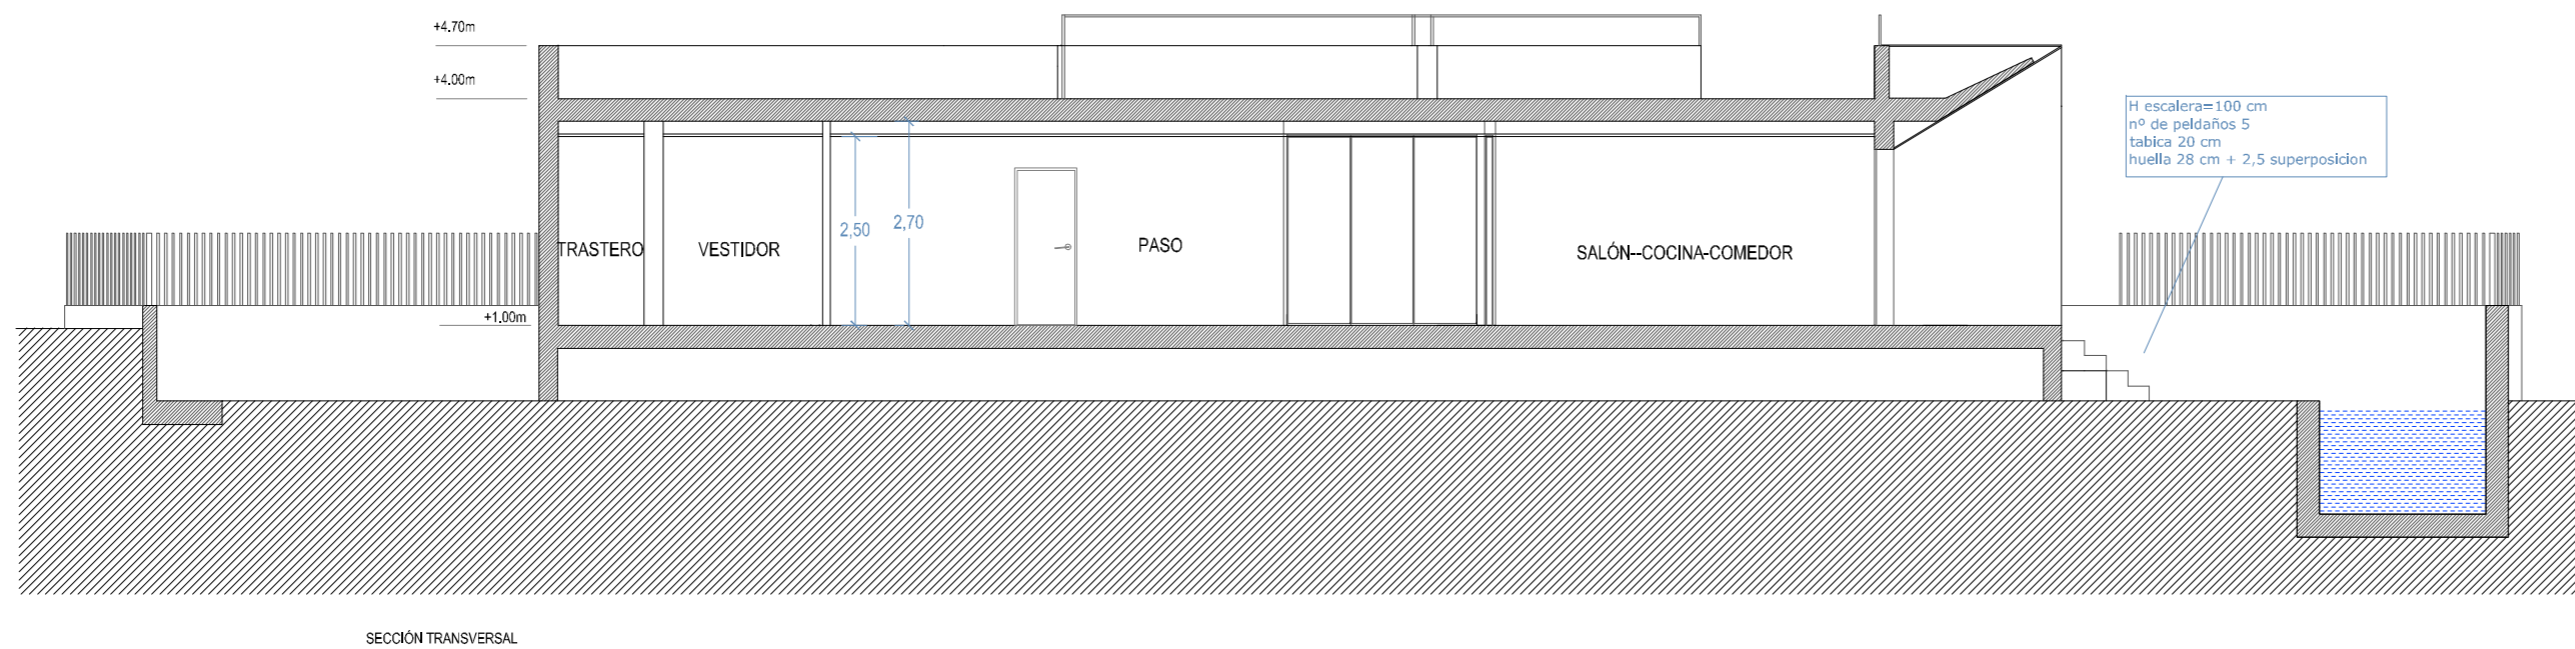 +4.70m
+4.00m
H escalera=100 cm
nº de peldaños 5
tabica 20 cm
huella 28 cm + 2,5 superposicion
2,50
2,70
TRASTERO
VESTIDOR
PASO
SALÓN--COCINA-COMEDOR
+1.00m
SECCIÓN TRANSVERSAL